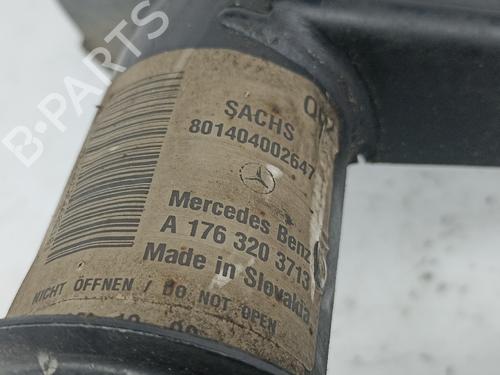 B-PARTS
SACHS
801404002647
Mercedes Benz
A 176 320 3713
Made in Slovakia
NICHT ÖFFNEN / DO NOT OPEN